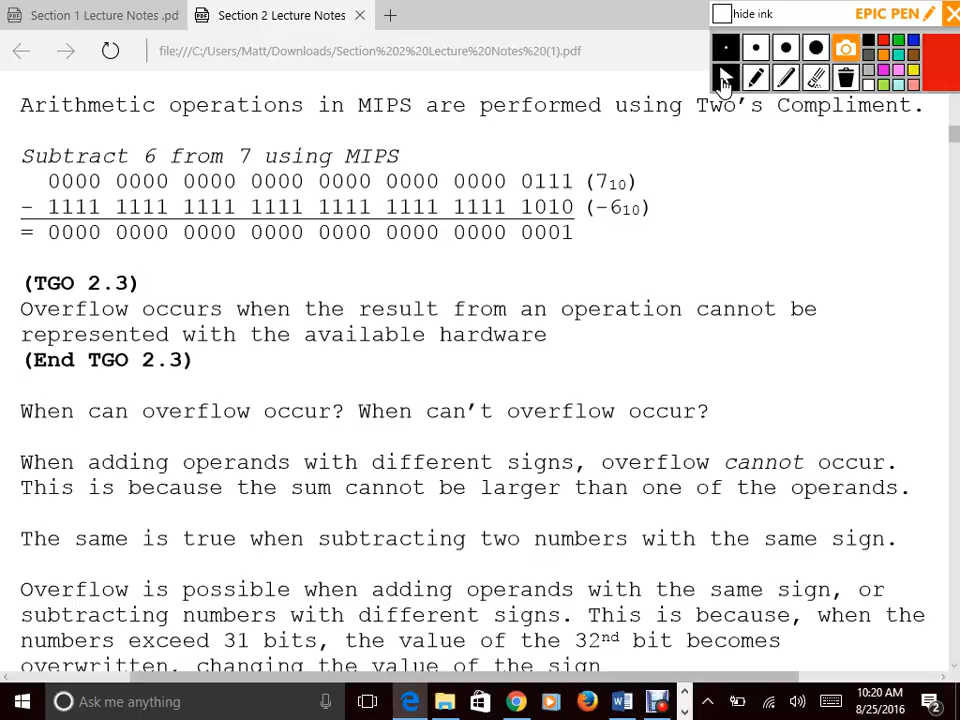 Section 1 Lecture Notes .pd
Section 2 Lecture Notes
hide ink
EPIC PEN
file:///C:/Users/Matt/Downloads/Section%202%20Lecture%20Notes%20(1).pdf
Arithmetic operations in MIPS are performed using Two's Compliment.
Subtract 6 from 7 using MIPS
0000 0000 0000 0000 0000 0000 0000 0111 (7₁₀)
- 1111 1111 1111 1111 1111 1111 1111 1010 (-6₁₀)
= 0000 0000 0000 0000 0000 0000 0000 0001
(TGO 2.3)
Overflow occurs when the result from an operation cannot be
represented with the available hardware
(End TGO 2.3)
When can overflow occur? When can't overflow occur?
When adding operands with different signs, overflow cannot occur.
This is because the sum cannot be larger than one of the operands.
The same is true when subtracting two numbers with the same sign.
Overflow is possible when adding operands with the same sign, or
subtracting numbers with different signs. This is because, when the
numbers exceed 31 bits, the value of the 32nd bit becomes
overwritten, changing the value of the sign
Ask me anything
10:20 AM
8/25/2016
2